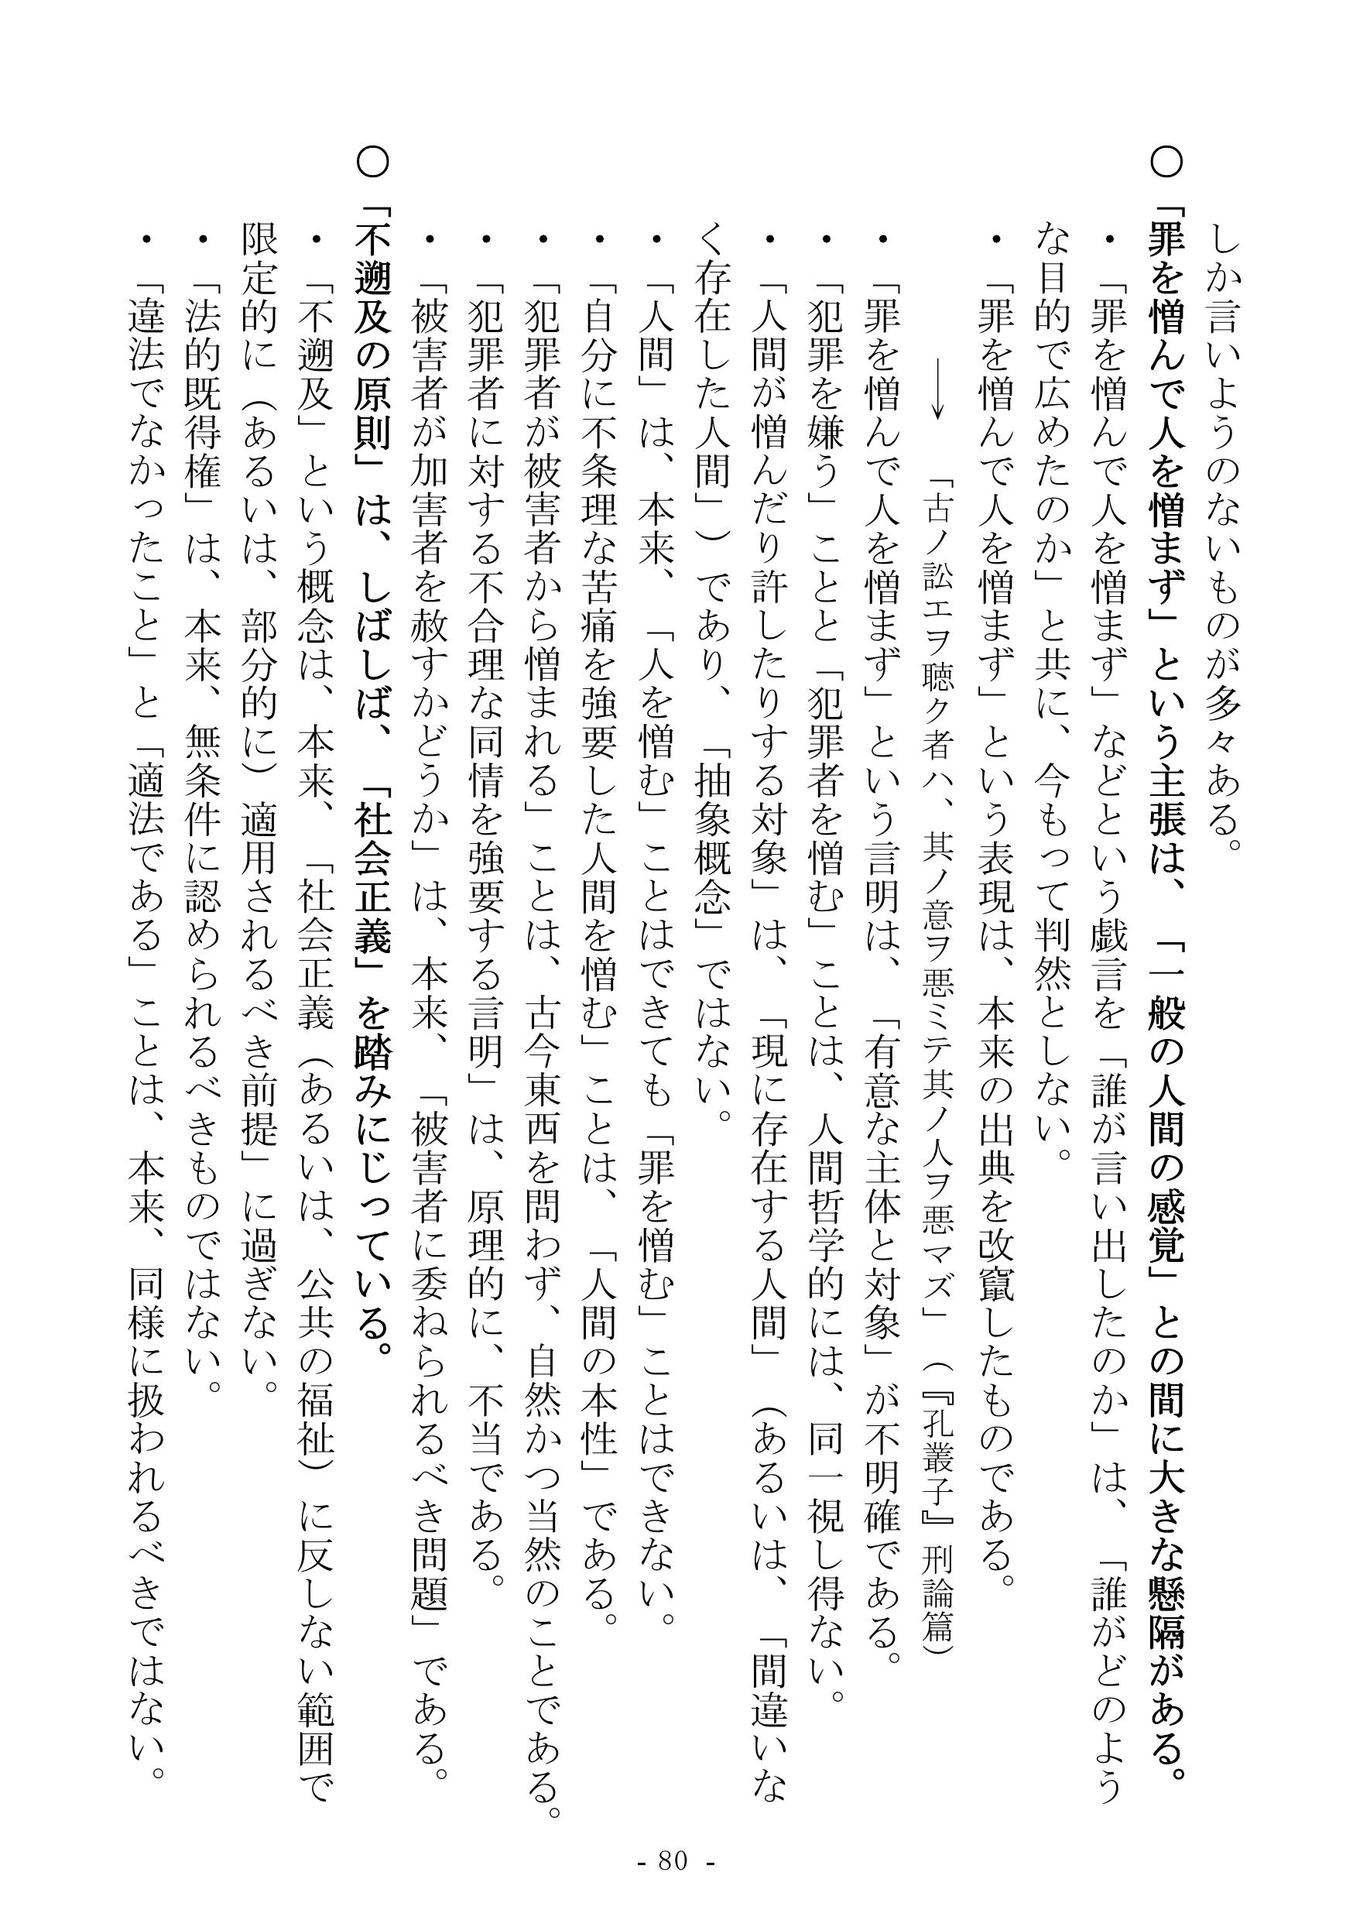 しか言いようのないものが多々ある。
○「罪を憎んで人を憎まず」という主張は、「一般の人間の感覚」との間に大きな懸隔がある。
・「罪を憎んで人を憎まず」などという戯言を「誰が言い出したのか」は、「誰がどのよう
な目的で広めたのか」と共に、今もって判然としない。
・「罪を憎んで人を憎まず」という表現は、本来の出典を改竄したものである。
→「古ノ訟エヲ聴ク者ハ、其ノ意ヲ悪ミテ其ノ人ヲ悪マズ」(『孔叢子』刑論篇)
・「罪を憎んで人を憎まず」という言明は、「有意な主体と対象」が不明確である。
・「犯罪を嫌う」ことと「犯罪者を憎む」ことは、人間哲学的には、同一視し得ない。
・「人間が憎んだり許したりする対象」は、「現に存在する人間」(あるいは、「間違いな
く存在した人間」)であり、「抽象概念」ではない。
・「人間」は、本来、「人を憎む」ことはできても「罪を憎む」ことはできない。
・「自分に不条理な苦痛を強要した人間を憎む」ことは、「人間の本性」である。
・「犯罪者が被害者から憎まれる」ことは、古今東西を問わず、自然かつ当然のことである。
・「犯罪者に対する不合理な同情を強要する言明」は、原理的に、不当である。
・「被害者が加害者を赦すかどうか」は、本来、「被害者に委ねられるべき問題」である。
○「不遡及の原則」は、しばしば、「社会正義」を踏みにじっている。
・「不遡及」という概念は、本来、「社会正義(あるいは、公共の福祉)に反しない範囲で
限定的に(あるいは、部分的に)適用されるべき前提」に過ぎない。
・「法的既得権」は、本来、無条件に認められるべきものではない。
・「違法でなかったこと」と「適法である」ことは、本来、同様に扱われるべきではない。
- 80 -